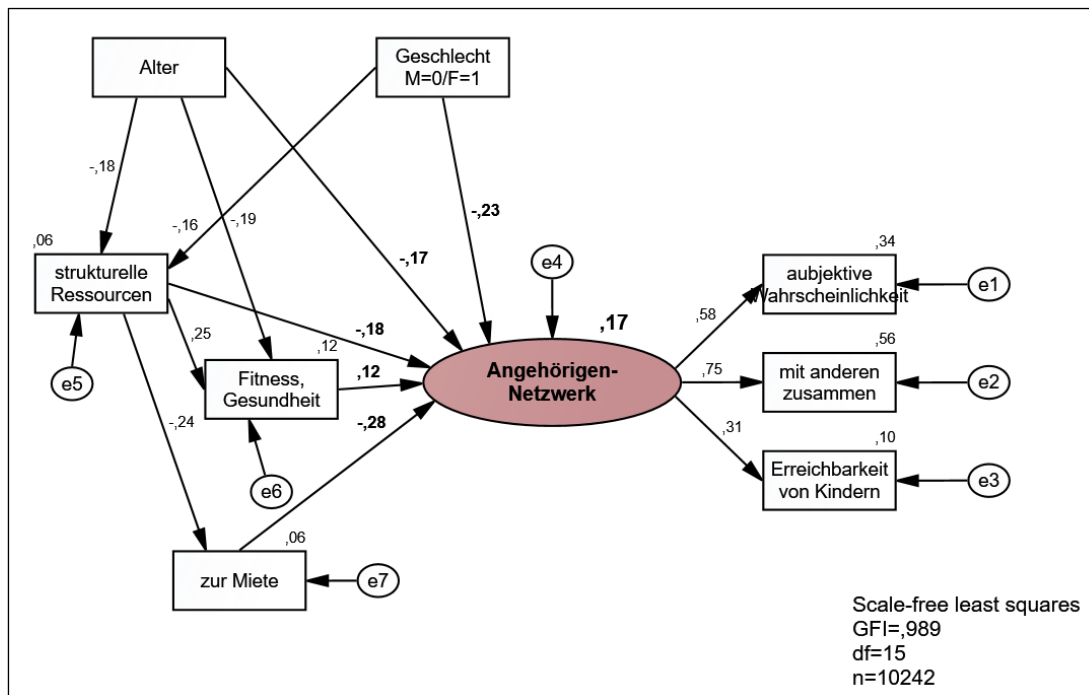 Alter
Geschlecht
M=0/F=1
-,18
-,16
-,19
-,23
-,17
,06
strukturelle
Ressourcen
e4
,34
aubjektive
Wahrscheinlichkeit
e1
-,18
,17
,58
,25
,12
e5
Fitness,
Gesundheit
,12
Angehörigen-
Netzwerk
,75
,56
mit anderen
zusammen
e2
-,24
-,28
,31
e6
,10
Erreichbarkeit
von Kindern
e3
,06
zur Miete
e7
Scale-free least squares
GFI=,989
df=15
n=10242